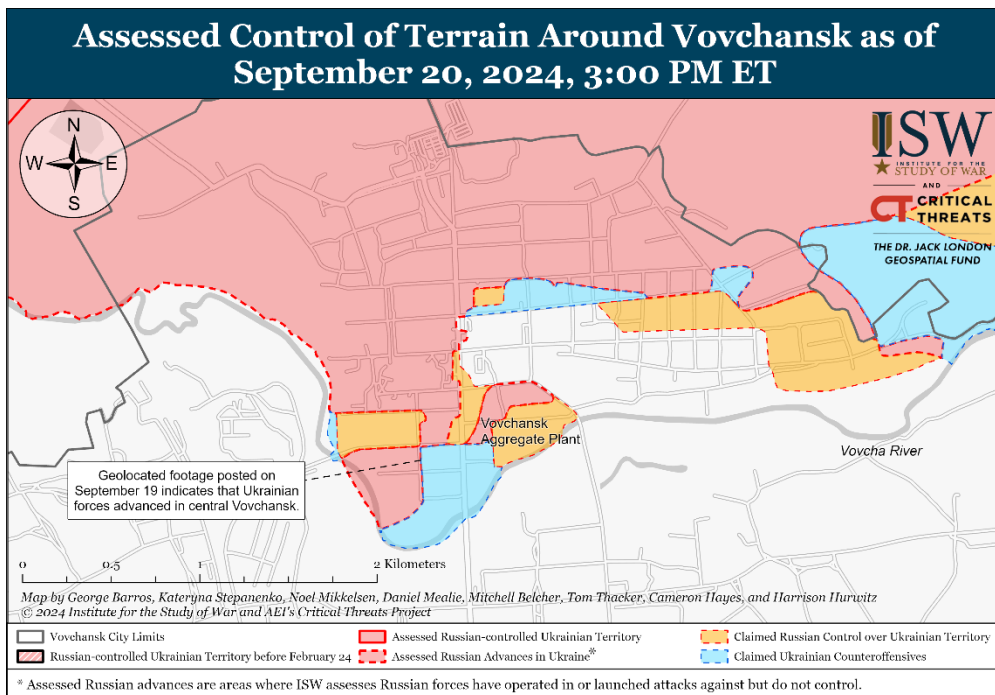 Assessed Control of Terrain Around Vovchansk as of
September 20, 2024, 3:00 PM ET
N
W
E
S
ISW
INSTITUTE FOR THE
STUDY OF WAR
AND
CT CRITICAL
THREATS
THE DR. JACK LONDON
GEOSPATIAL FUND
Vovchansk
Aggregate Plant
Vovcha River
Geolocated footage posted on
September 19 indicates that Ukrainian
forces advanced in central Vovchansk.
0 0.5 1 2 Kilometers
Map by George Barros, Kateryna Stepanenko, Noel Mikkelsen, Daniel Mealie, Mitchell Belcher, Tom Thacker, Cameron Hayes, and Harrison Hurwitz
© 2024 Institute for the Study of War and AEI's Critical Threats Project
Vovchansk City Limits
Assessed Russian-controlled Ukrainian Territory
Claimed Russian Control over Ukrainian Territory
Russian-controlled Ukrainian Territory before February 24
Assessed Russian Advances in Ukraine*
Claimed Ukrainian Counteroffensives
* Assessed Russian advances are areas where ISW assesses Russian forces have operated in or launched attacks against but do not control.